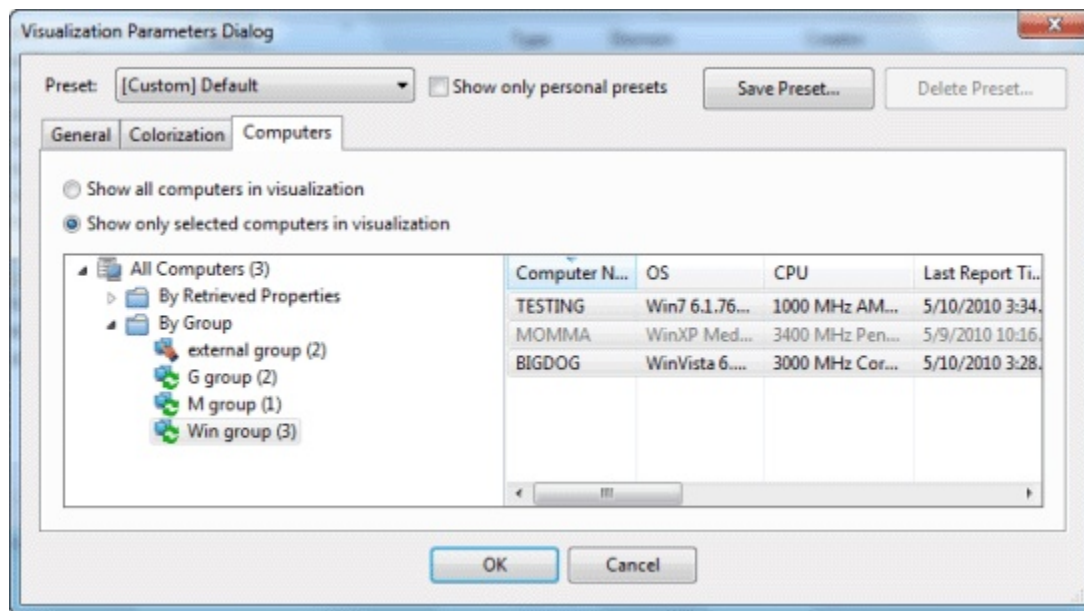 Visualization Parameters Dialog
Preset: [Custom] Default Show only personal presets Save Preset... Delete Preset...
General Colorization Computers
Show all computers in visualization
Show only selected computers in visualization
All Computers (3)
By Retrieved Properties
By Group
external group (2)
G group (2)
M group (1)
Win group (3)
Computer N... OS CPU Last Report Ti...
TESTING Win7 6.1.76... 1000 MHz AM... 5/10/2010 3:34.
MOMMA WinXP Med... 3400 MHz Pen... 5/9/2010 10:16.
BIGDOG WinVista 6.... 3000 MHz Cor... 5/10/2010 3:28.
OK Cancel